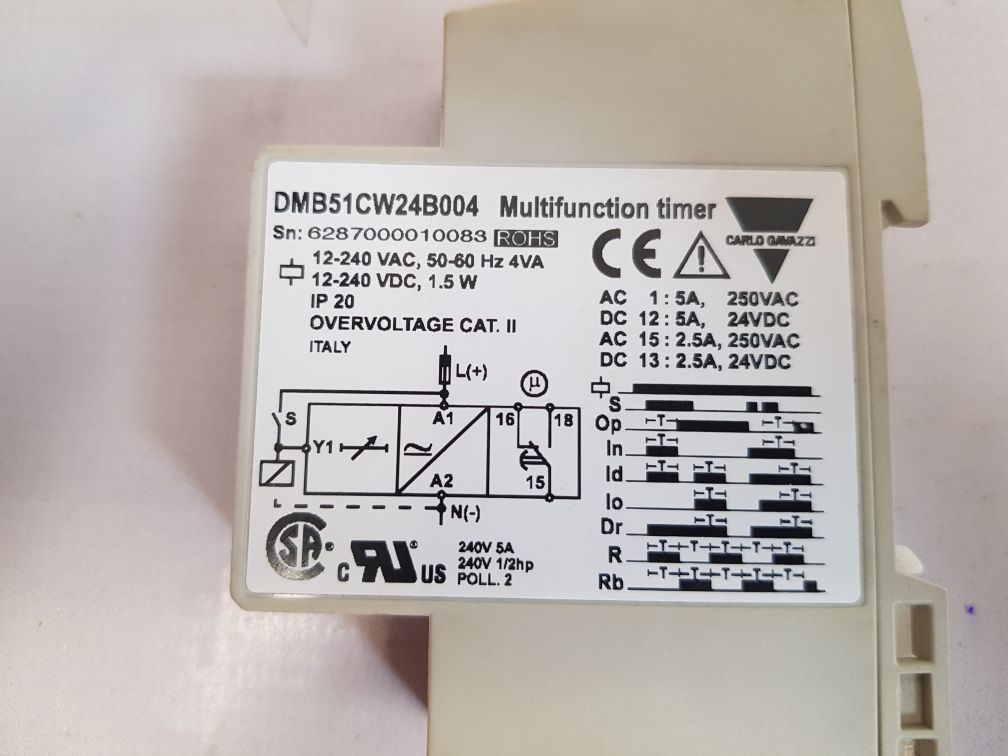 DMB51CW24B004 Multifunction timer
Sn: 6287000010083 ROHS
12-240 VAC, 50-60 Hz 4VA
12-240 VDC, 1.5 W
IP 20
OVERVOLTAGE CAT. II
ITALY
CE
CARLO GAVAZZI
AC 1 : 5A, 250VAC
DC 12 : 5A, 24VDC
AC 15 : 2.5A, 250VAC
DC 13 : 2.5A, 24VDC
L(+)
μ
S
A1
16
18
Y1
A2
15
N(-)
SA ®
C RU ® US
240V 5A
240V 1/2hp
POLL. 2
S
Op T T
In T T
Id T T T
Io T T
Dr T T
R T T T T T
Rb T T T T T